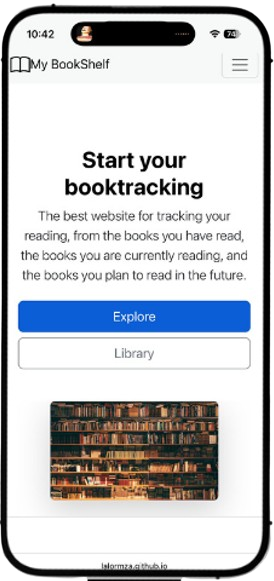 10:42
74
My BookShelf
Start your
booktracking
The best website for tracking your
reading, from the books you have read,
the books you are currently reading, and
the books you plan to read in the future.
Explore
Library
lalormza.github.io